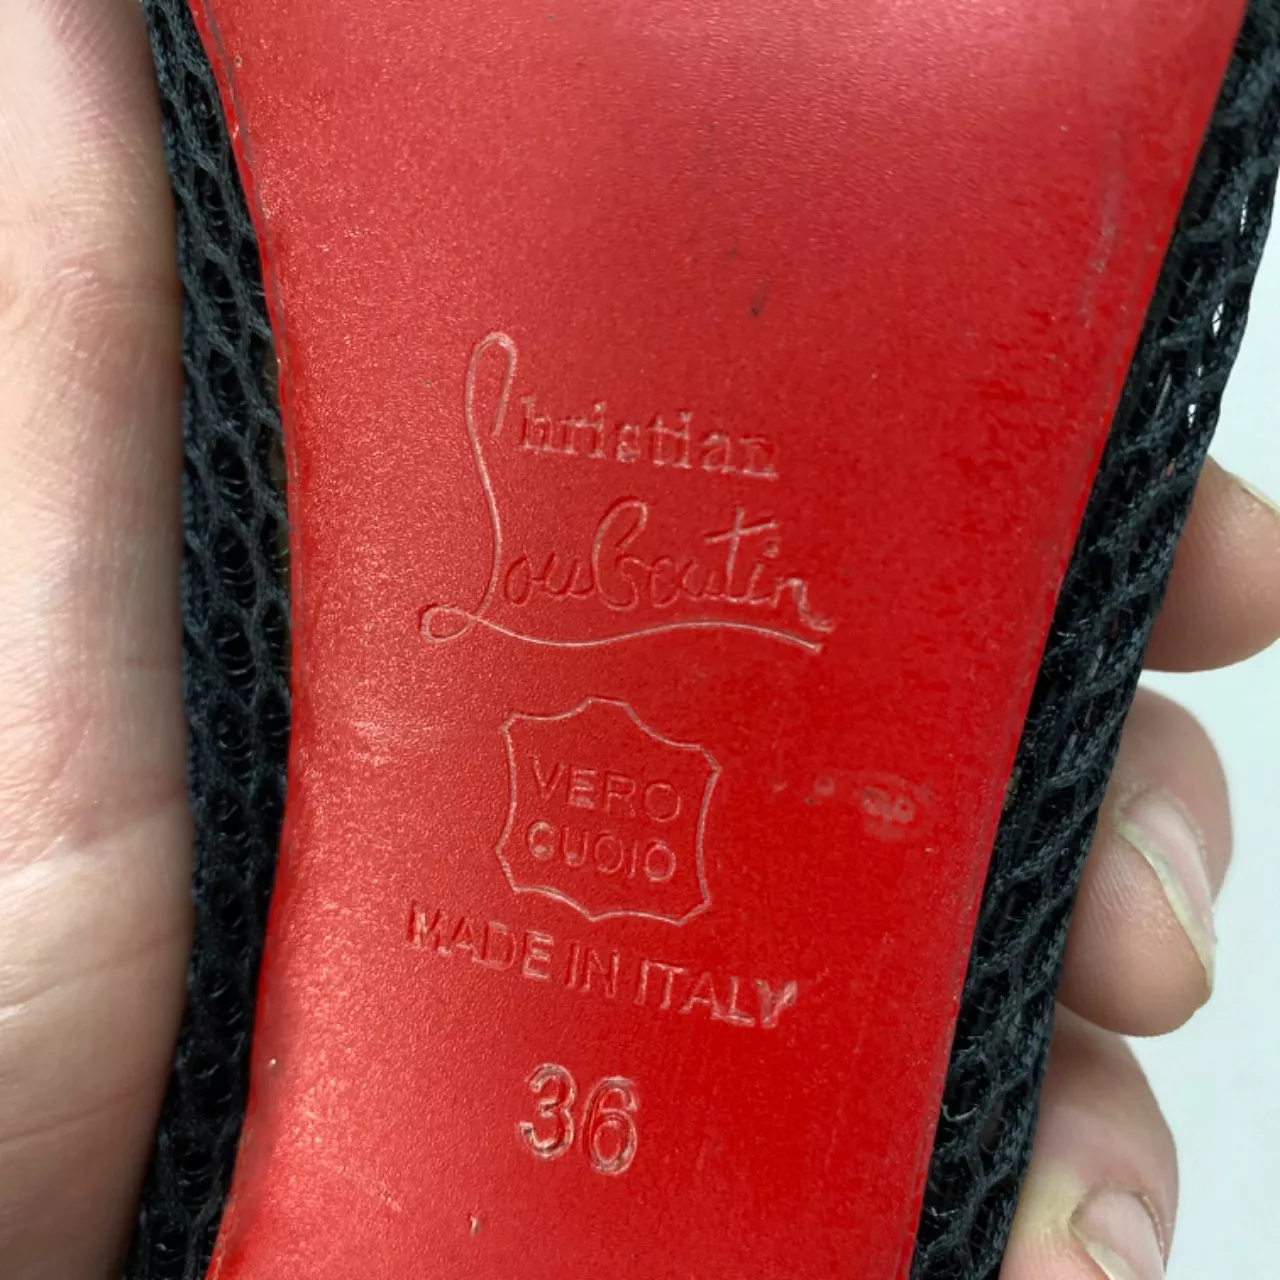 Christian
Louboutin
VERO
CUOIO
MADE IN ITALY
36